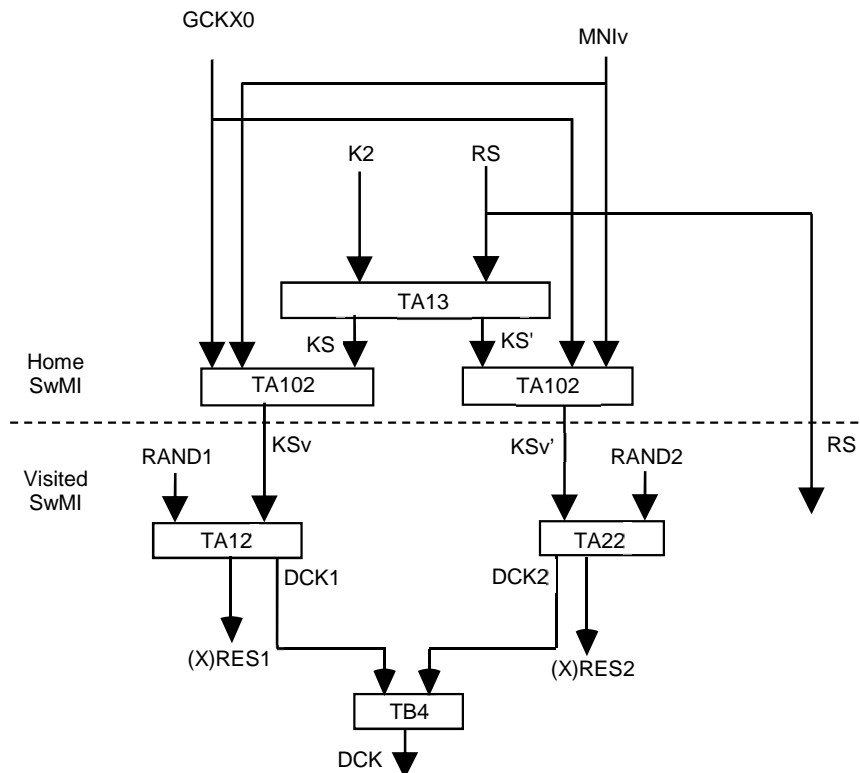 GCKX0
MNIv
K2
RS
TA13
KS
KS'
Home
SwMI
TA102
TA102
KSv
KSv’
RS
RAND1
RAND2
Visited
SwMI
TA12
TA22
DCK1
DCK2
(X)RES1
(X)RES2
TB4
DCK